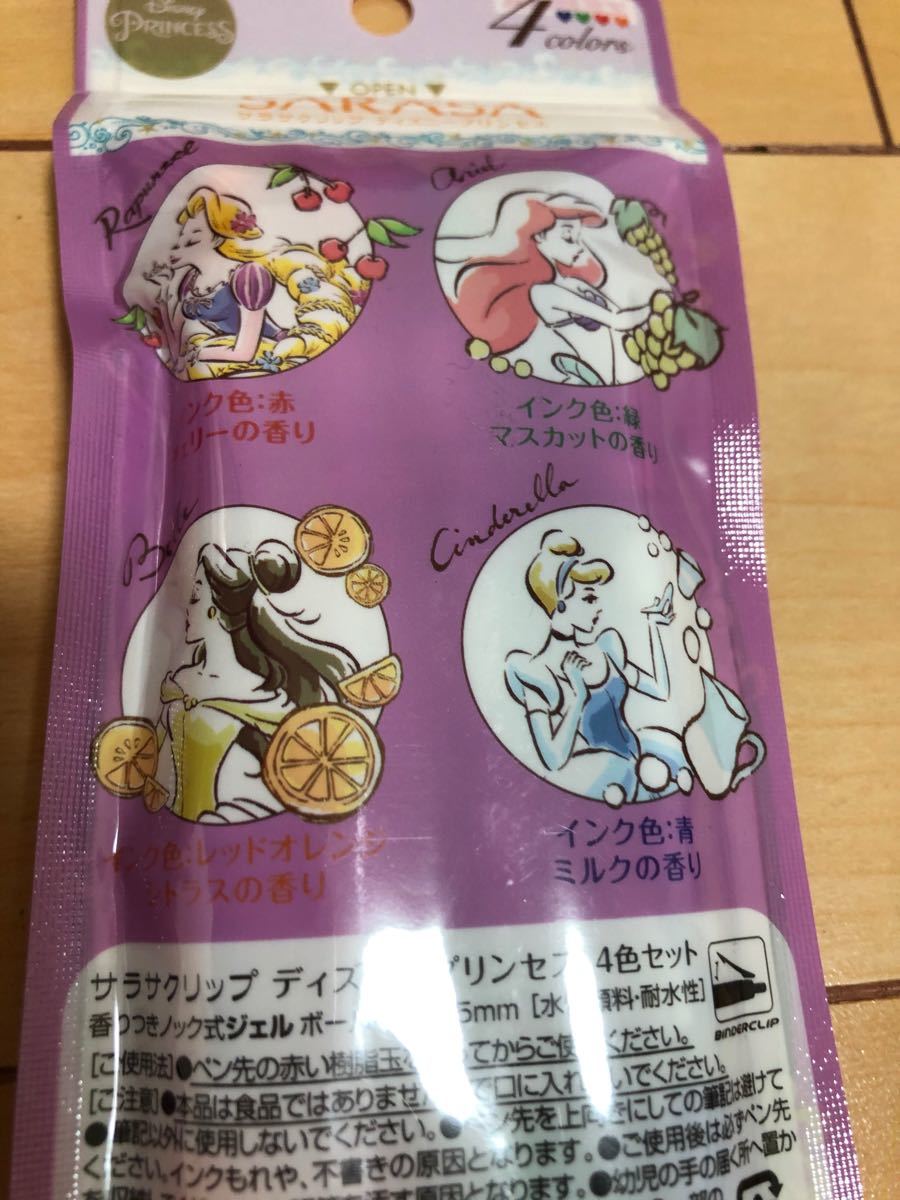 Disney
PRINCESS
4 colors
OPEN
SARASA
Rapunzel
Ariel
ンク色:赤
ェリーの香り
インク色:緑
マスカットの香り
Belle
Cinderella
インク色:レッドオレンジ
シトラスの香り
インク色:青
ミルクの香り
サラサクリップ ディズ プリンセス 4色セット
香りつきノック式ジェル ボー 5mm [水 顔料・耐水性]
BINDERCLIP
[ご使用法]●ペン先の赤い樹脂玉を ってからご使 ください。
[ご注意]●本品は食品ではありませ で口に入れ いでください。
●筆記以外に使用しないでください。● ン先を上向きにしての筆記は避けて
ください。インクもれや、不書きの原因となります。●ご使用後は必ずペン先
●幼児の手の届く所へ置か